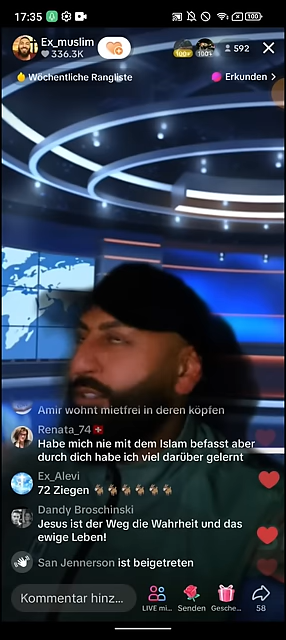 17:35
100
Ex_muslim
336.3K
100+
100+
592
Wöchentliche Rangliste
Erkunden
Amir wohnt mietfrei in deren köpfen
Renata_74
Habe mich nie mit dem Islam befasst aber
durch dich habe ich viel darüber gelernt
Ex_Alevi
72 Ziegen
Dandy Broschinski
Jesus ist der Weg die Wahrheit und das
ewige Leben!
San Jennerson ist beigetreten
Kommentar hinz...
LIVE mi...
Senden
Gesche...
58